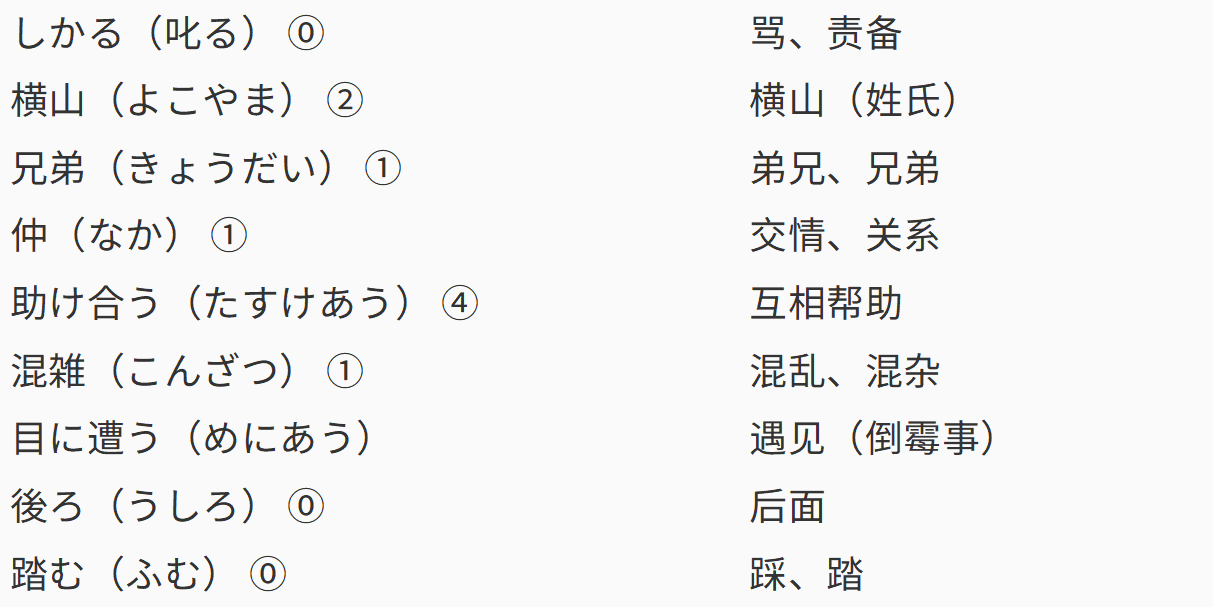 しかる（叱る） ⓪ 骂、责备
横山（よこやま） ② 横山（姓氏）
兄弟（きょうだい） ① 弟兄、兄弟
仲（なか） ① 交情、关系
助け合う（たすけあう） ④ 互相帮助
混雑（こんざつ） ① 混乱、混杂
目に遭う（めにあう） 遇见（倒霉事）
後ろ（うしろ） ⓪ 后面
踏む（ふむ） ⓪ 踩、踏